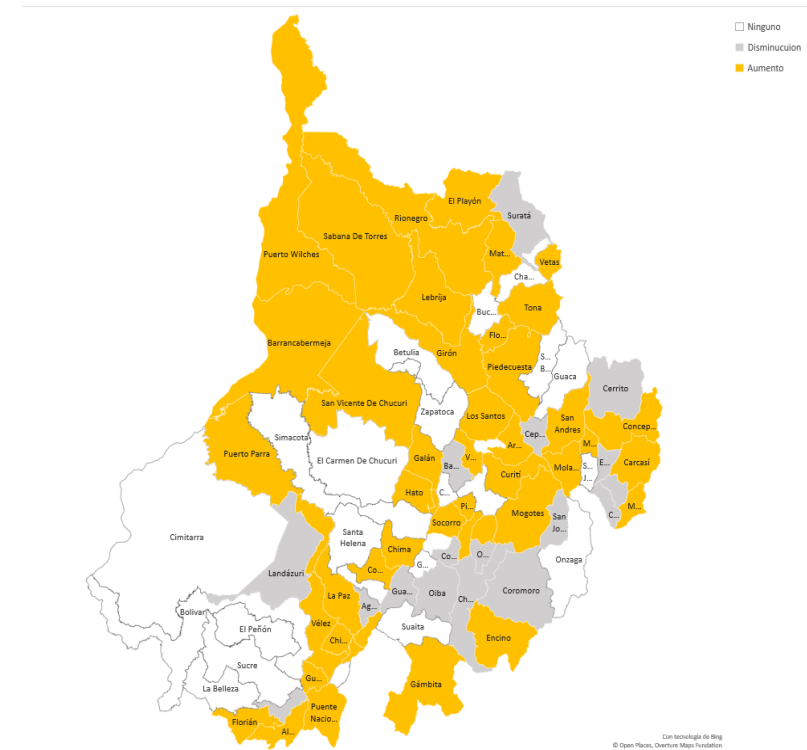 Ninguno
Disminucuion
Aumento
El Playón
Suratá
Rionegro
Sabana De Torres
Puerto Wilches
Mat...
Vetas
Cha...
Lebríja
Buc...
Tona
Barrancabermeja
Flo...
Betulia
Girón
Piedecuesta
S...
B...
Guaca
Cerrito
San Vicente De Chucuri
Zapatoca
Los Santos
San
Andres
Concep...
Simacota
Cep...
Ar...
M...
Puerto Parra
El Carmen De Chucuri
Galán
Ba...
V...
Mola...
E...
Carcasí
S...
J...
Curití
Hato
C...
Pi...
Mogotes
C...
M...
Socorro
San
Jo...
Cimitarra
Santa
Helena
Chima
Co...
O...
Onzaga
Landázuri
Co...
G...
La Paz
Ag...
Gua...
Oiba
Ch...
Coromoro
Bolivar
Vélez
El Peñón
Suaita
Encino
Chi...
Sucre
Gu...
La Belleza
Gámbita
Puente
Nacio...
Florián
Al...
Con tecnología de Bing
© Open Places, Overture Maps Fundation